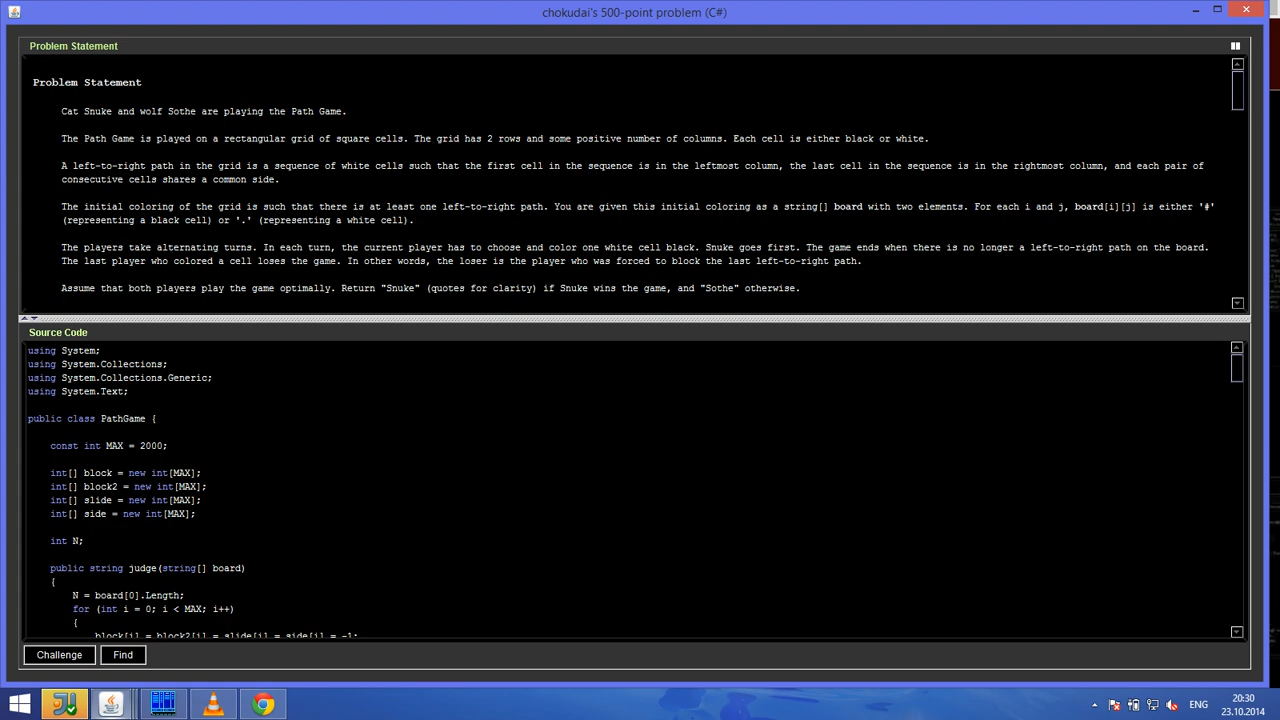 chokudai's 500-point problem (C#)
Problem Statement
Problem Statement
Cat Snuke and wolf Sothe are playing the Path Game.
The Path Game is played on a rectangular grid of square cells. The grid has 2 rows and some positive number of columns. Each cell is either black or white.
A left-to-right path in the grid is a sequence of white cells such that the first cell in the sequence is in the leftmost column, the last cell in the sequence is in the rightmost column, and each pair of
consecutive cells shares a common side.
The initial coloring of the grid is such that there is at least one left-to-right path. You are given this initial coloring as a string[] board with two elements. For each i and j, board[i][j] is either '#'
(representing a black cell) or '.' (representing a white cell).
The players take alternating turns. In each turn, the current player has to choose and color one white cell black. Snuke goes first. The game ends when there is no longer a left-to-right path on the board.
The last player who colored a cell loses the game. In other words, the loser is the player who was forced to block the last left-to-right path.
Assume that both players play the game optimally. Return "Snuke" (quotes for clarity) if Snuke wins the game, and "Sothe" otherwise.
Source Code
using System;
using System.Collections;
using System.Collections.Generic;
using System.Text;
public class PathGame {
const int MAX = 2000;
int[] block = new int[MAX];
int[] block2 = new int[MAX];
int[] slide = new int[MAX];
int[] side = new int[MAX];
int N;
public string judge(string[] board)
{
N = board[0].Length;
for (int i = 0; i < MAX; i++)
{
block[i] = block2[i] = slide[i] = side[i] = -1;
Challenge
Find
ENG
20:30
23.10.2014